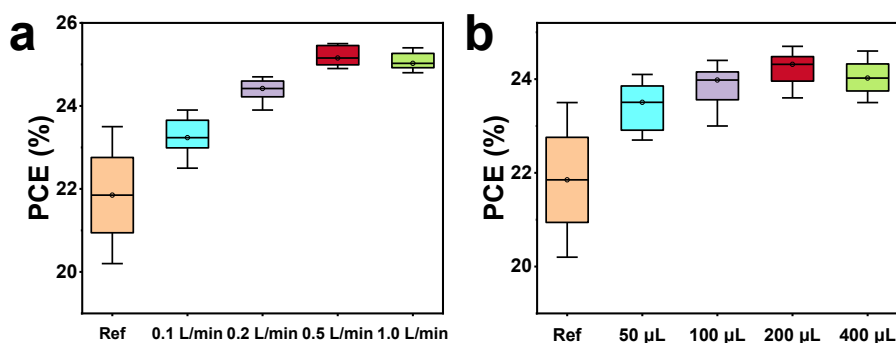 a
PCE (%)
26
24
22
20
Ref 0.1 L/min 0.2 L/min 0.5 L/min 1.0 L/min
b
PCE (%)
24
22
20
Ref 50 μL 100 μL 200 μL 400 μL